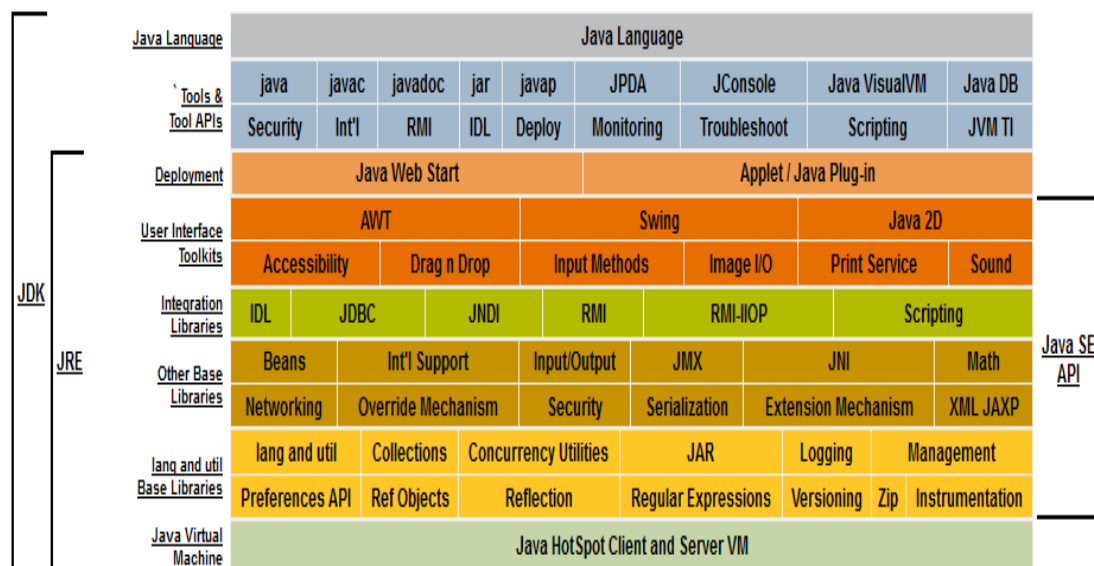 Java Language
Java Language
java javac javadoc jar javap JPDA JConsole Java VisualVM Java DB
` Tools &
Tool APIs
Security Int'l RMI IDL Deploy Monitoring Troubleshoot Scripting JVM TI
Deployment
Java Web Start Applet / Java Plug-in
AWT Swing Java 2D
User Interface
Toolkits
Accessibility Drag n Drop Input Methods Image I/O Print Service Sound
JDK
Integration
Libraries
IDL JDBC JNDI RMI RMI-IIOP Scripting
JRE
Java SE
API
Beans Int'l Support Input/Output JMX JNI Math
Other Base
Libraries
Networking Override Mechanism Security Serialization Extension Mechanism XML JAXP
lang and util Collections Concurrency Utilities JAR Logging Management
lang and util
Base Libraries
Preferences API Ref Objects Reflection Regular Expressions Versioning Zip Instrumentation
Java Virtual
Machine
Java HotSpot Client and Server VM